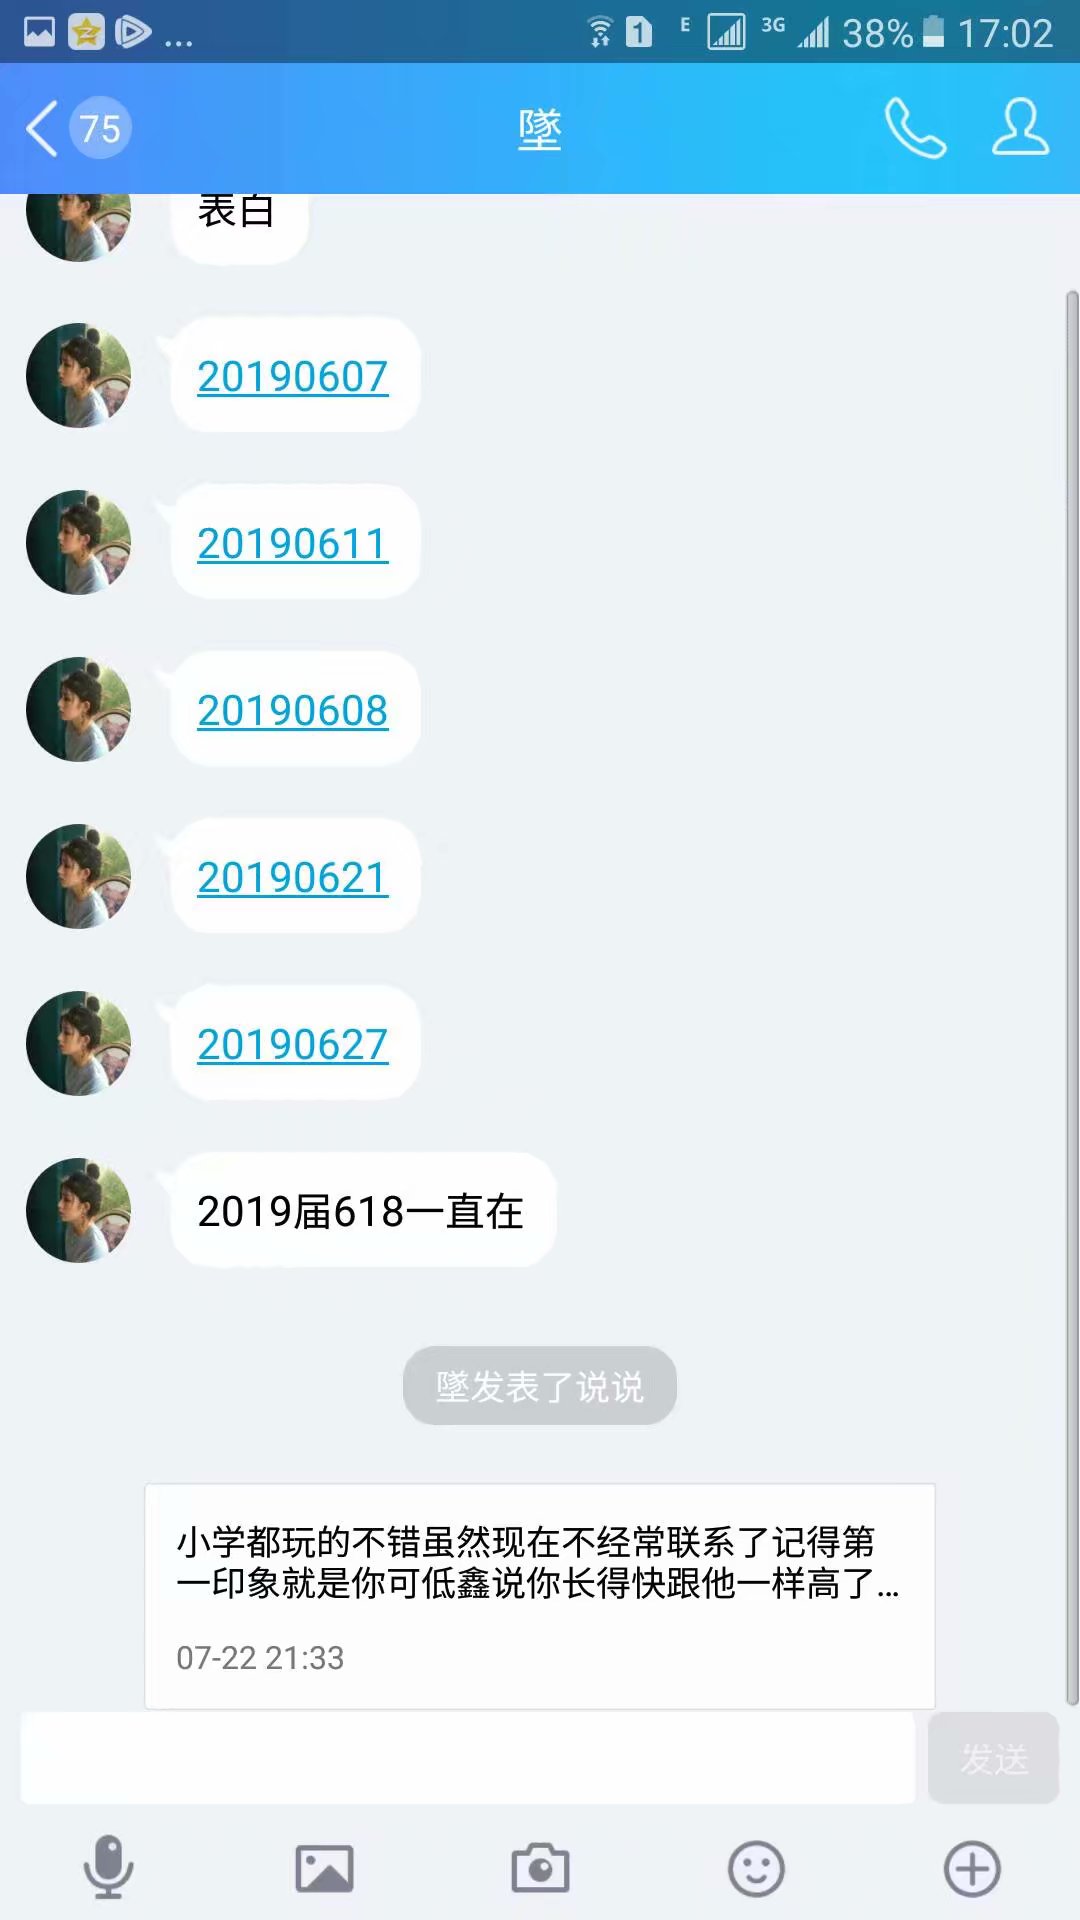 1 E 3G 38% 17:02
75 墜
表白
20190607
20190611
20190608
20190621
20190627
2019届618一直在
墜发表了说说
小学都玩的不错虽然现在不经常联系了记得第
一印象就是你可低鑫说你长得快跟他一样高了...
07-22 21:33
发送